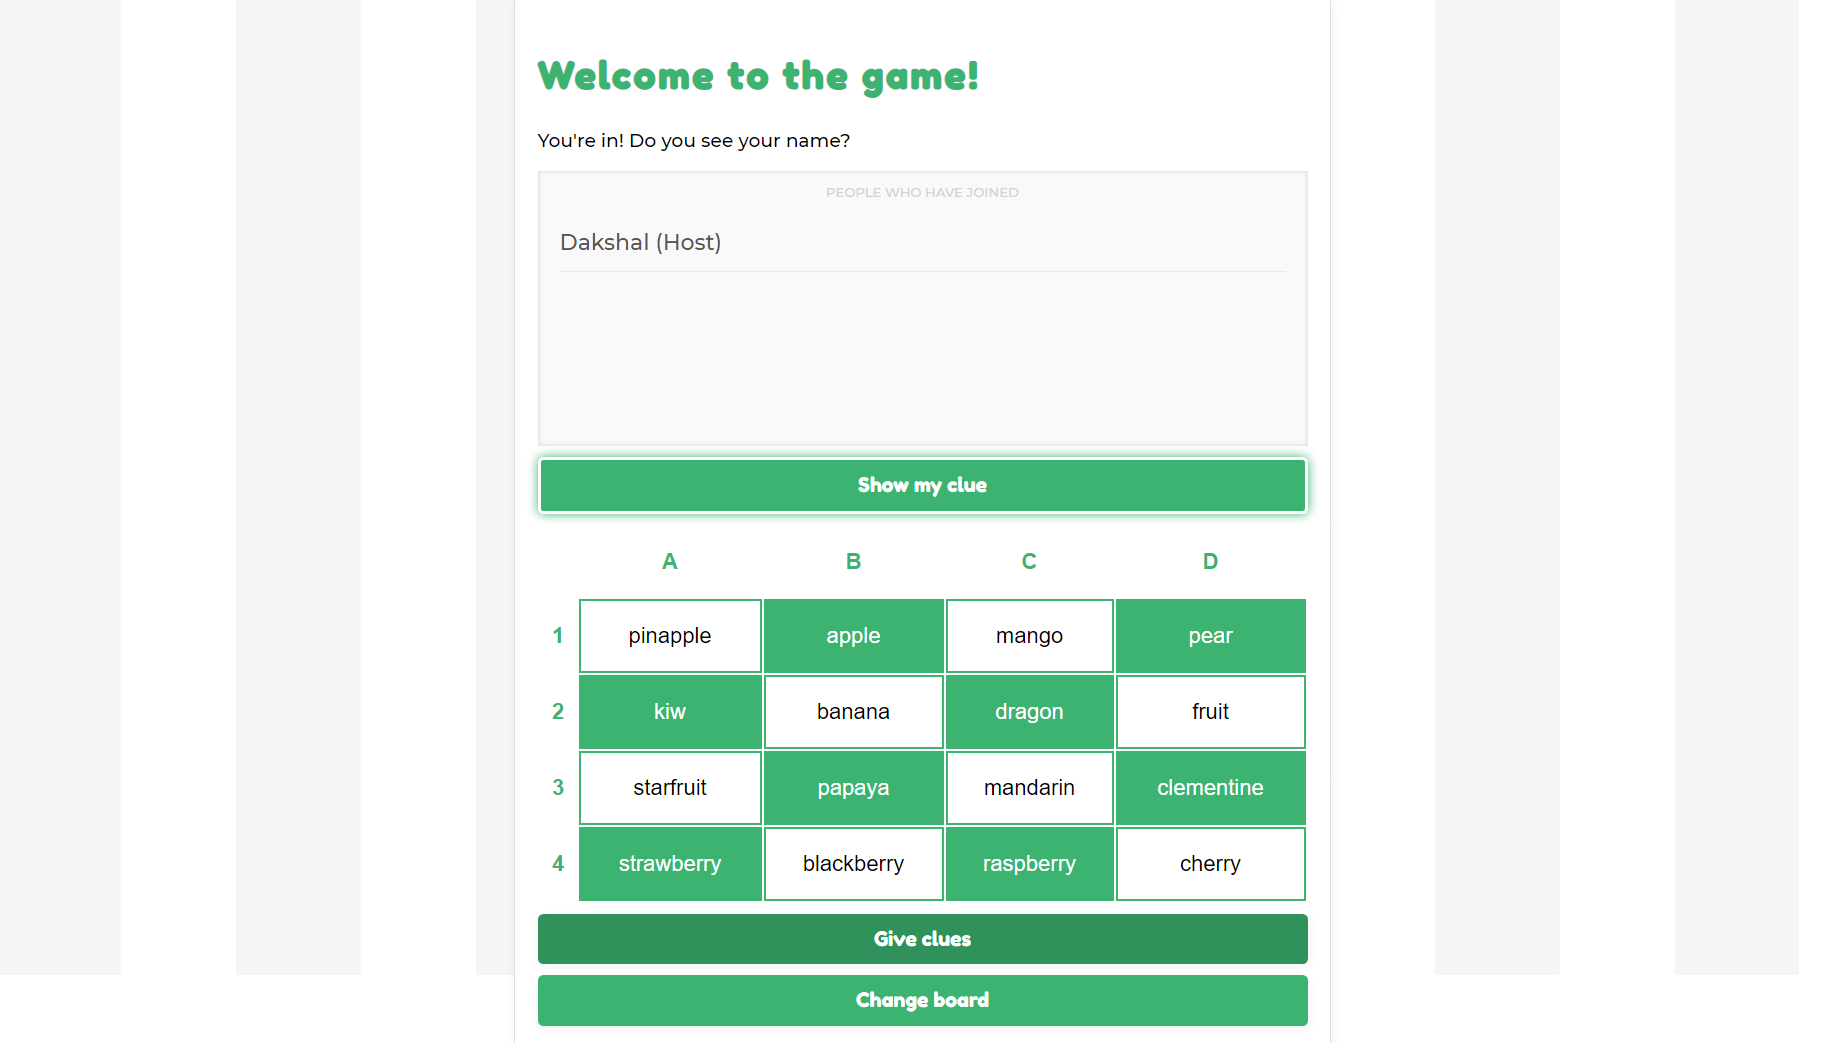 Welcome to the game!
You're in! Do you see your name?
PEOPLE WHO HAVE JOINED
Dakshal (Host)
Show my clue
A B C D
1 pinapple apple mango pear
2 kiw banana dragon fruit
3 starfruit papaya mandarin clementine
4 strawberry blackberry raspberry cherry
Give clues
Change board